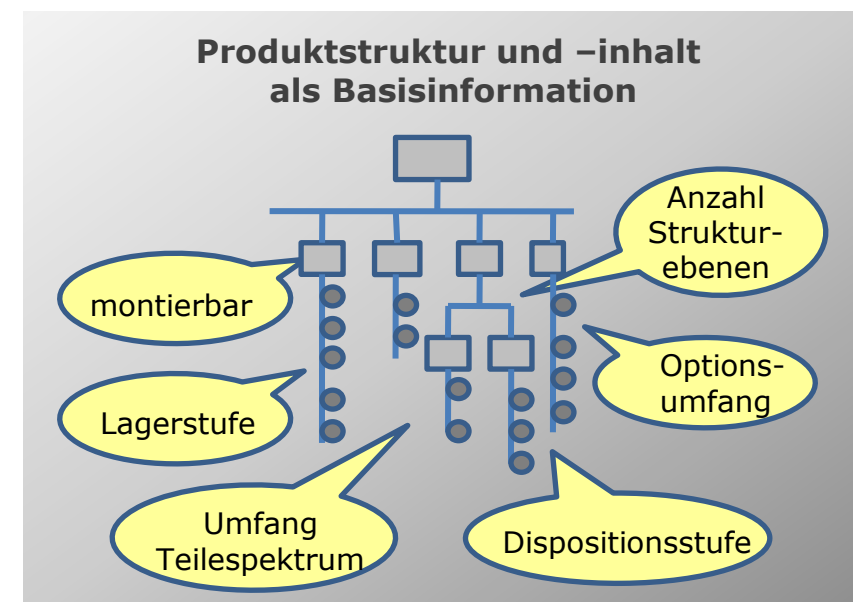 Produktstruktur und –inhalt
als Basisinformation
Anzahl
Struktur-
ebenen
montierbar
Options-
umfang
Lagerstufe
Umfang
Teilespektrum
Dispositionsstufe